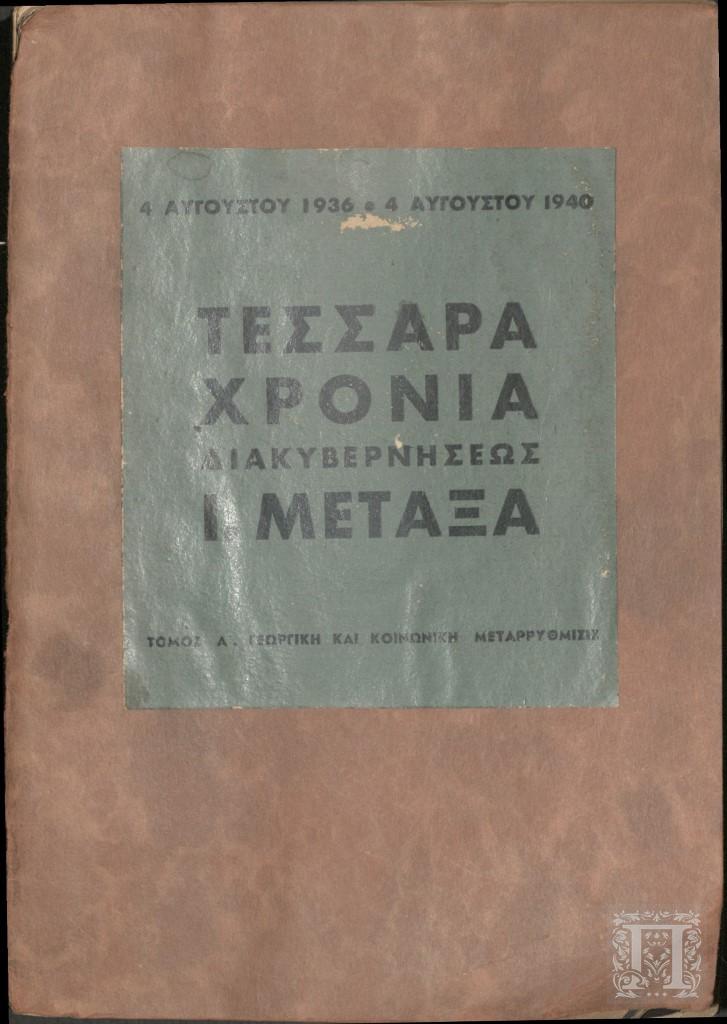 4 ΑΥΓΟΥΣΤΟΥ 1936 • 4 ΑΥΓΟΥΣΤΟΥ 1940
ΤΕΣΣΑΡΑ
ΧΡΟΝΙΑ
ΔΙΑΚΥΒΕΡΝΗΣΕΩΣ
Ι. ΜΕΤΑΞΑ
ΤΟΜΟΣ Α. ΓΕΩΡΓΙΚΗ ΚΑΙ ΚΟΙΝΩΝΙΚΗ ΜΕΤΑΡΡΥΘΜΙΣΙΣ
Π